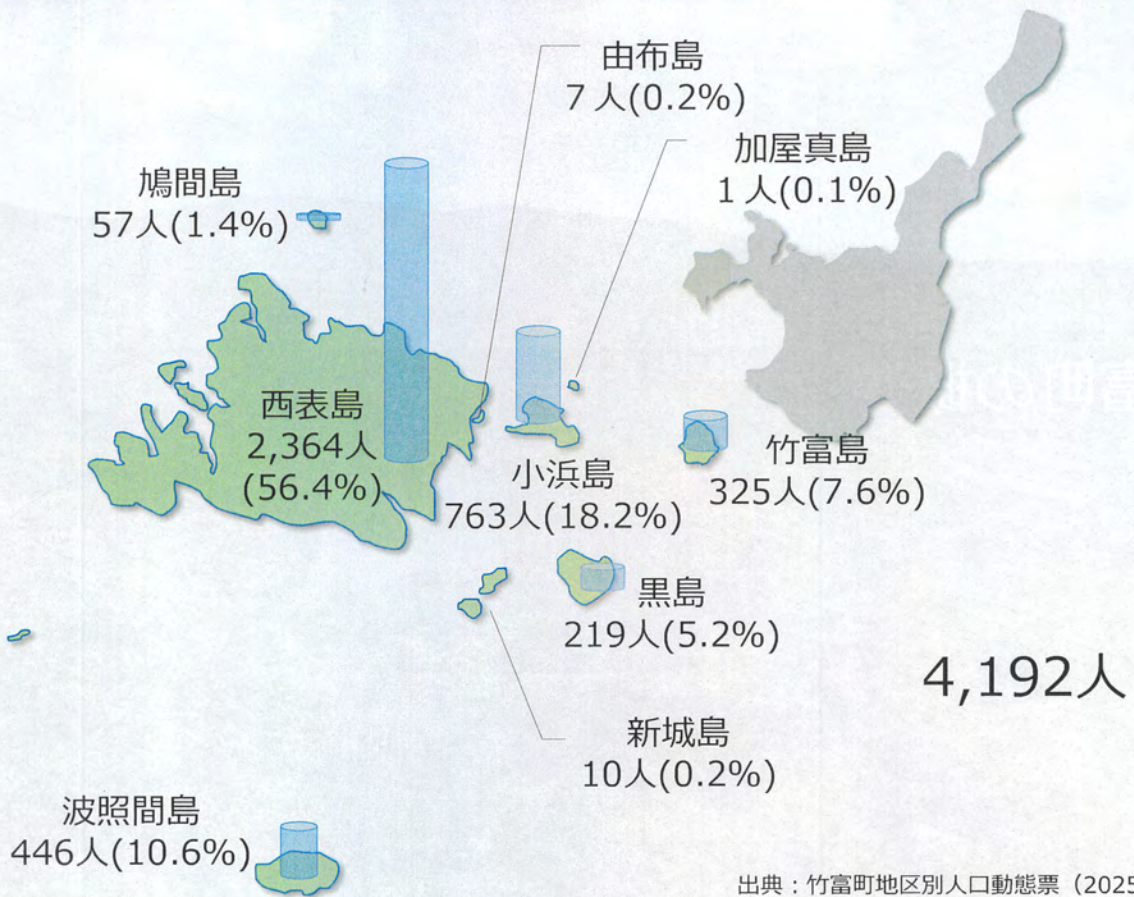 由布島
7人(0.2%)
加屋真島
1人(0.1%)
鳩間島
57人(1.4%)
西表島
2,364人
(56.4%)
小浜島
763人(18.2%)
竹富島
325人(7.6%)
黒島
219人(5.2%)
4,192人
新城島
10人(0.2%)
波照間島
446人(10.6%)
出典：竹富町地区別人口動態票（2025